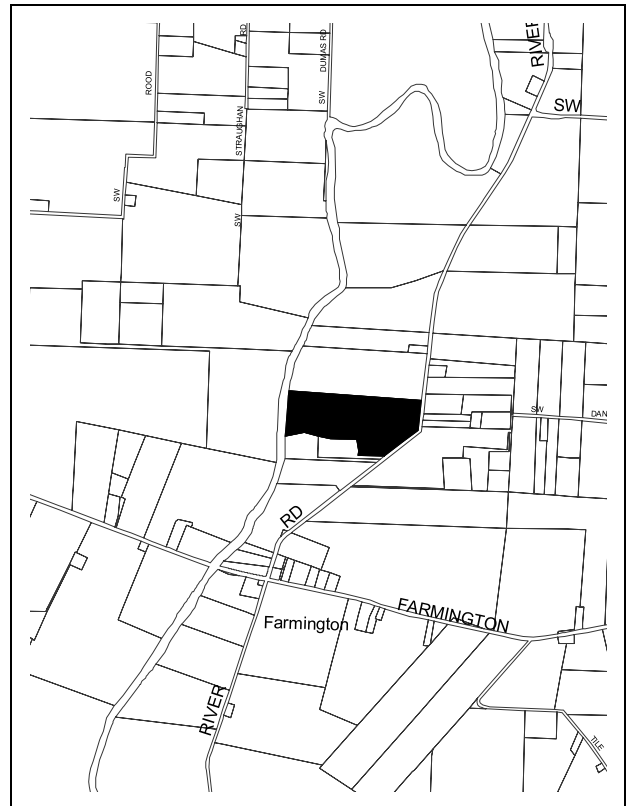 RD
DUMAS RD
RIVER
ROOD
SW
SW
STRAUGHAN
SW
SW
SW
DAN
RD
FARMINGTON
Farmington
RIVER
TILE